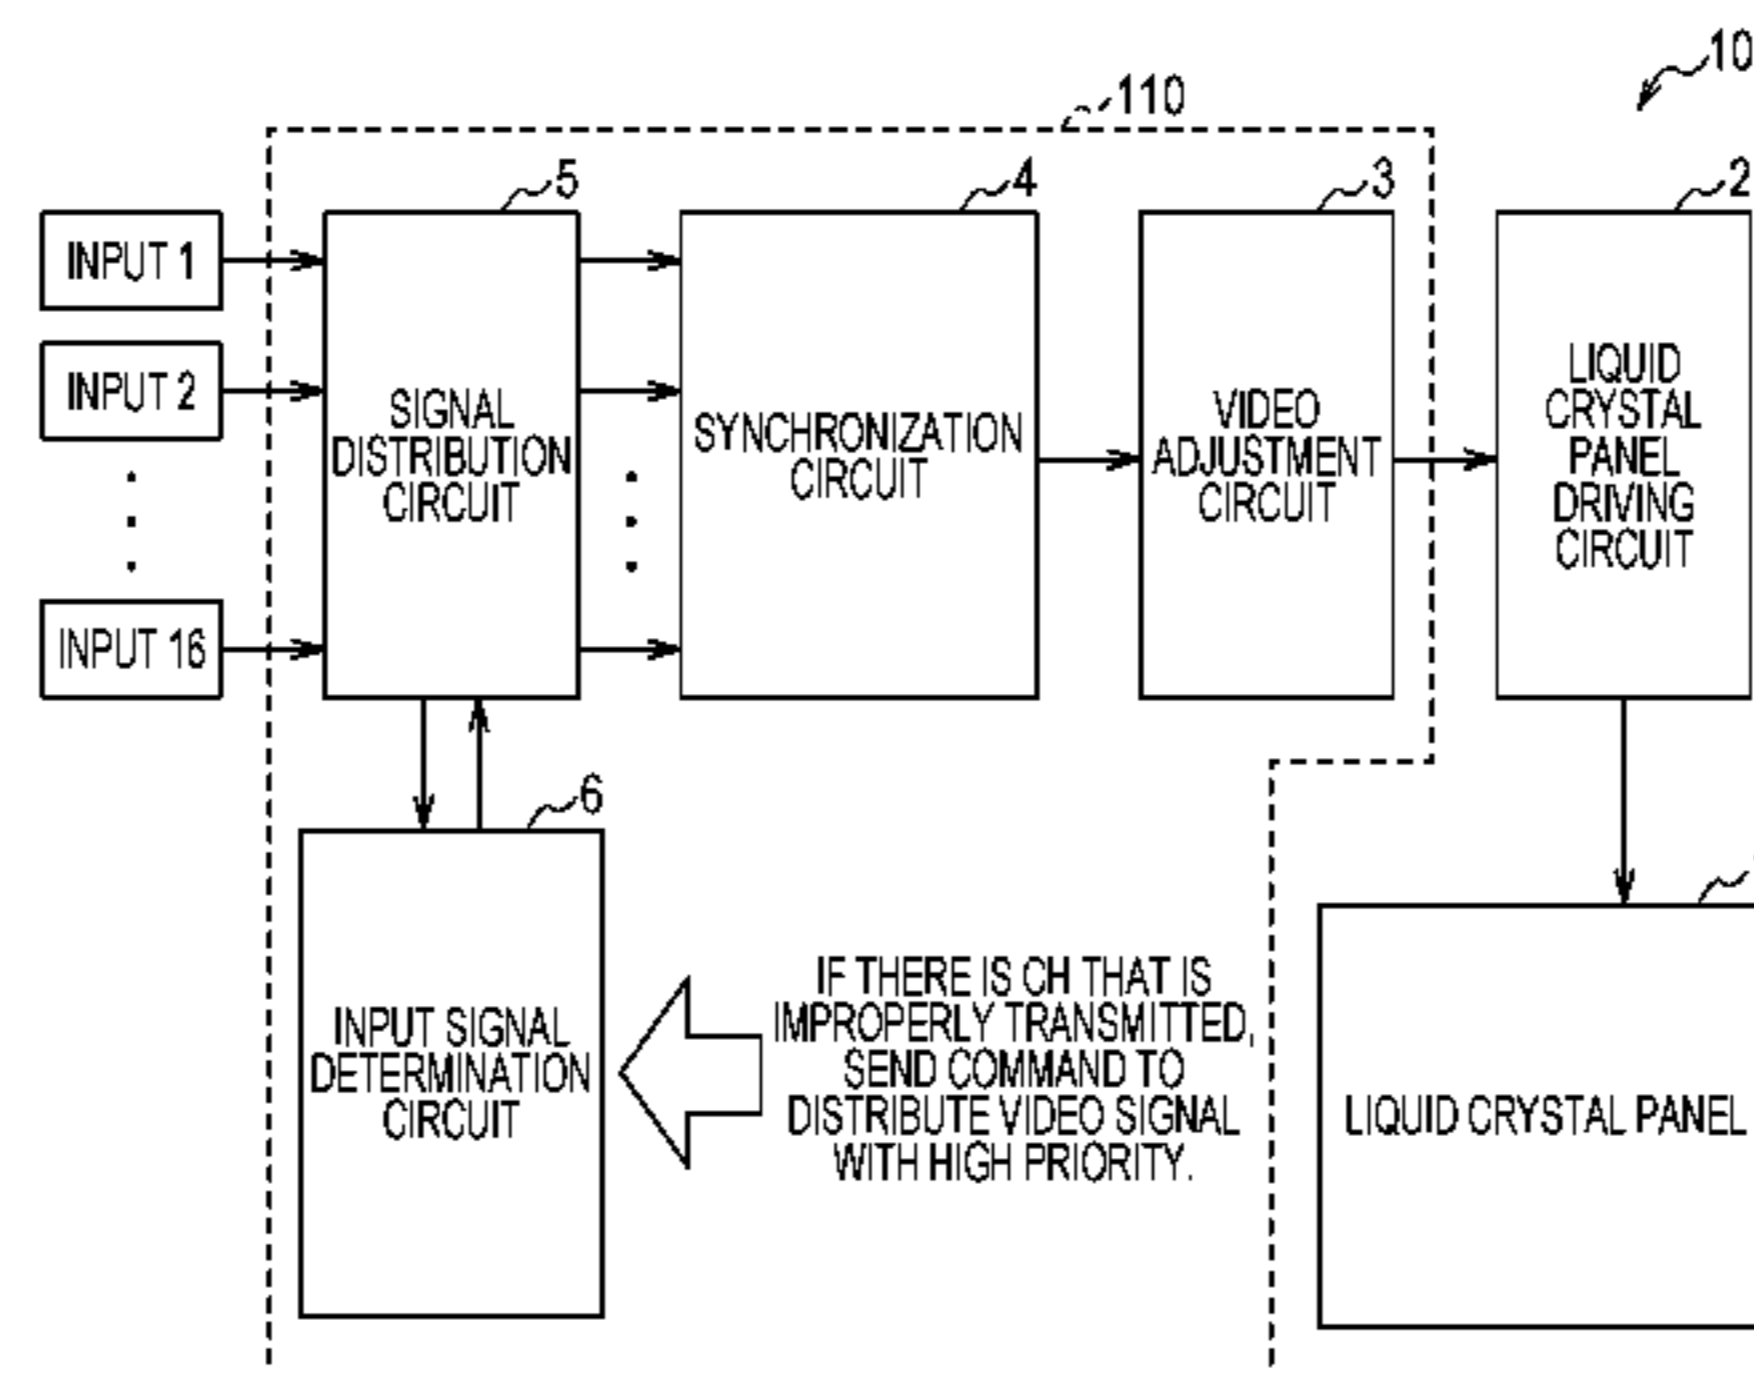 10
110
5
4
3
2
INPUT 1
INPUT 2
INPUT 16
SIGNAL
DISTRIBUTION
CIRCUIT
SYNCHRONIZATION
CIRCUIT
VIDEO
ADJUSTMENT
CIRCUIT
LIQUID
CRYSTAL
PANEL
DRIVING
CIRCUIT
6
INPUT SIGNAL
DETERMINATION
CIRCUIT
IF THERE IS CH THAT IS
IMPROPERLY TRANSMITTED,
SEND COMMAND TO
DISTRIBUTE VIDEO SIGNAL
WITH HIGH PRIORITY.
LIQUID CRYSTAL PANEL